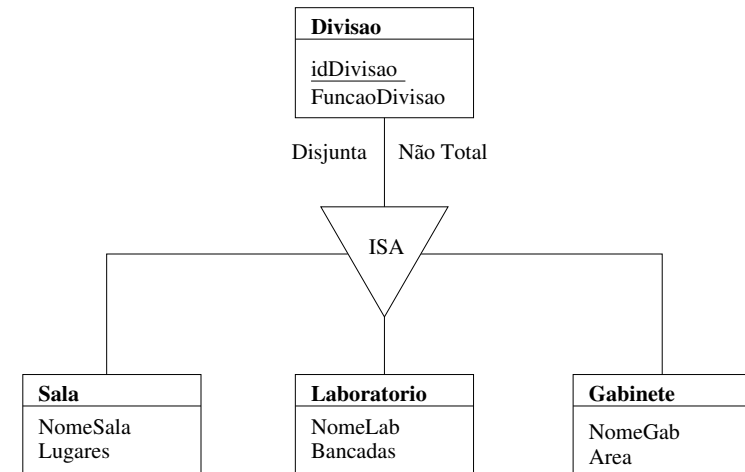 Divisao
idDivisao
FuncaoDivisao
Disjunta Não Total
ISA
Sala
NomeSala
Lugares
Laboratorio
NomeLab
Bancadas
Gabinete
NomeGab
Area